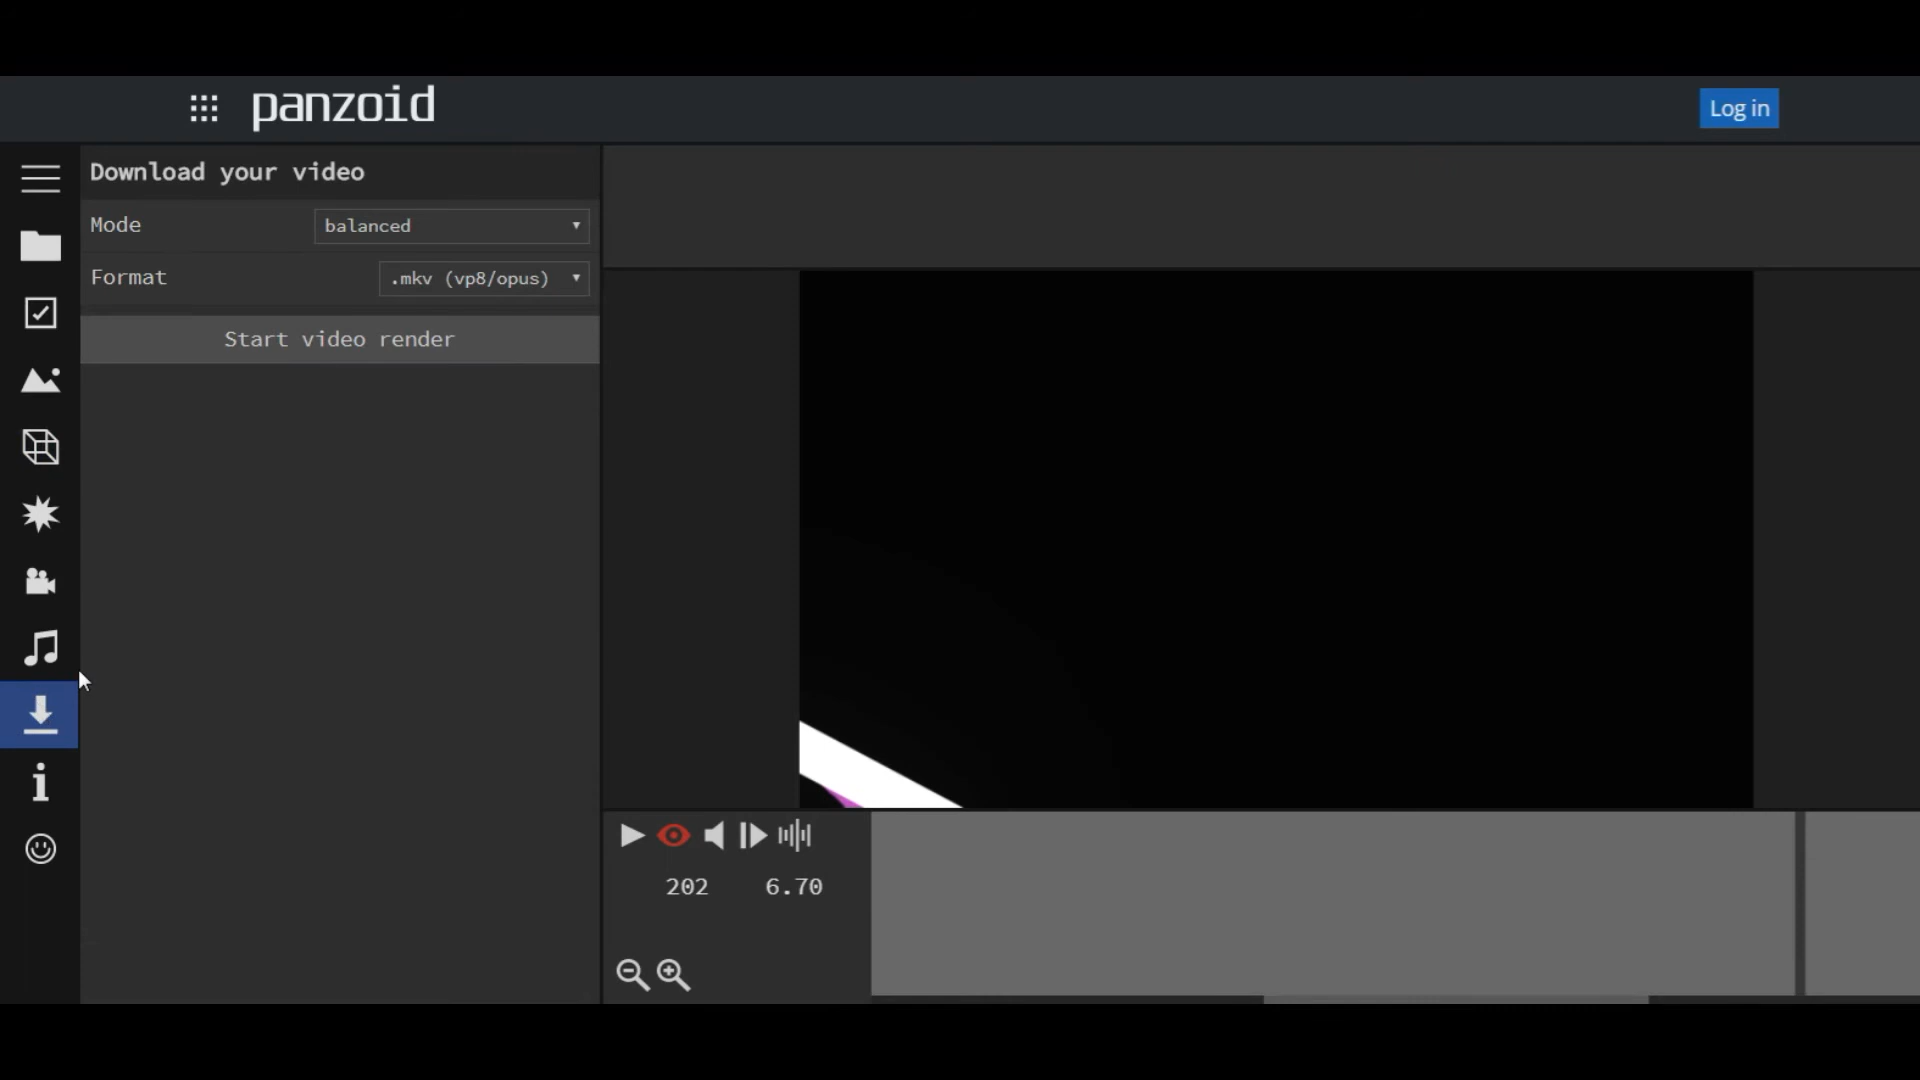 panzoid
Log in
Download your video
Mode
balanced
Format
.mkv (vp8/opus)
Start video render
202
6.70